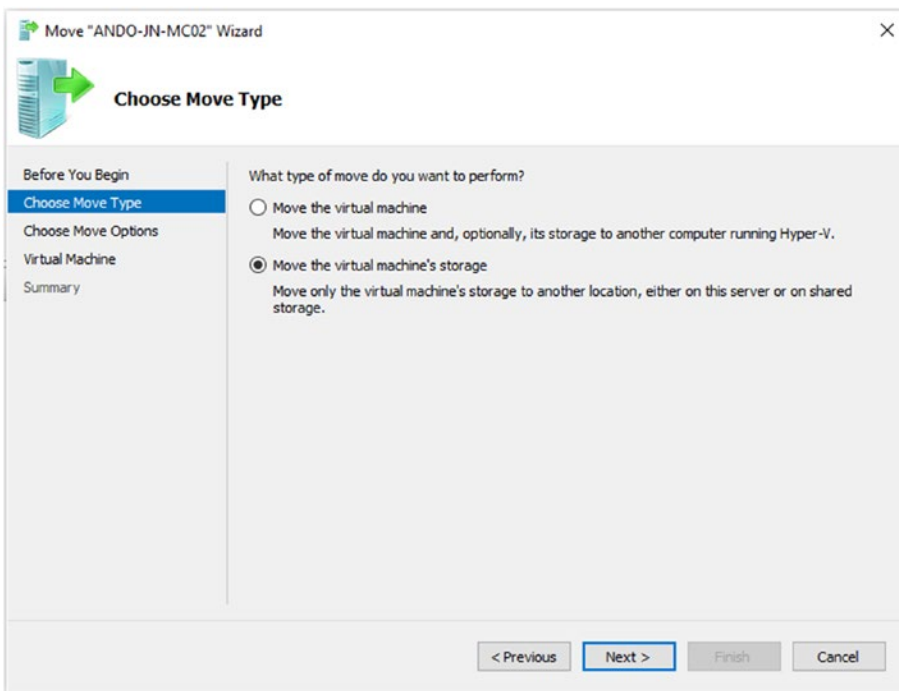 Move "ANDO-JN-MC02" Wizard
Choose Move Type
Before You Begin
Choose Move Type
Choose Move Options
Virtual Machine
Summary
What type of move do you want to perform?
Move the virtual machine
Move the virtual machine and, optionally, its storage to another computer running Hyper-V.
Move the virtual machine's storage
Move only the virtual machine's storage to another location, either on this server or on shared
storage.
< Previous
Next >
Finish
Cancel